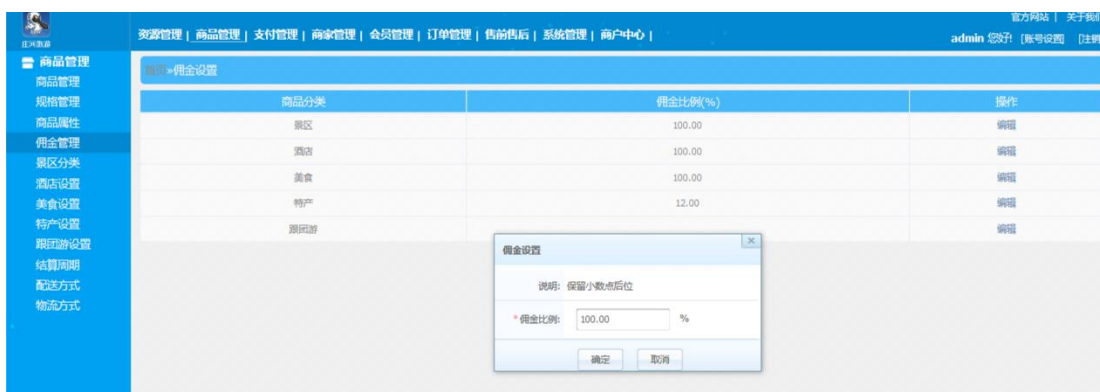 官方网站 | 关于我们
资源管理 | 商品管理 | 支付管理 | 商家管理 | 会员管理 | 订单管理 | 售前售后 | 系统管理 | 商户中心 |
admin 您好! [账号设置] [注销
庄河旅游
商品管理
商品管理
规格管理
商品属性
佣金管理
景区分类
酒店设置
美食设置
特产设置
跟团游设置
结算周期
配送方式
物流方式
首页»佣金设置
商品分类 佣金比例(%) 操作
景区 100.00 编辑
酒店 100.00 编辑
美食 100.00 编辑
特产 12.00 编辑
跟团游 编辑
佣金设置
说明: 保留小数点后位
*佣金比例: 100.00 %
确定 取消